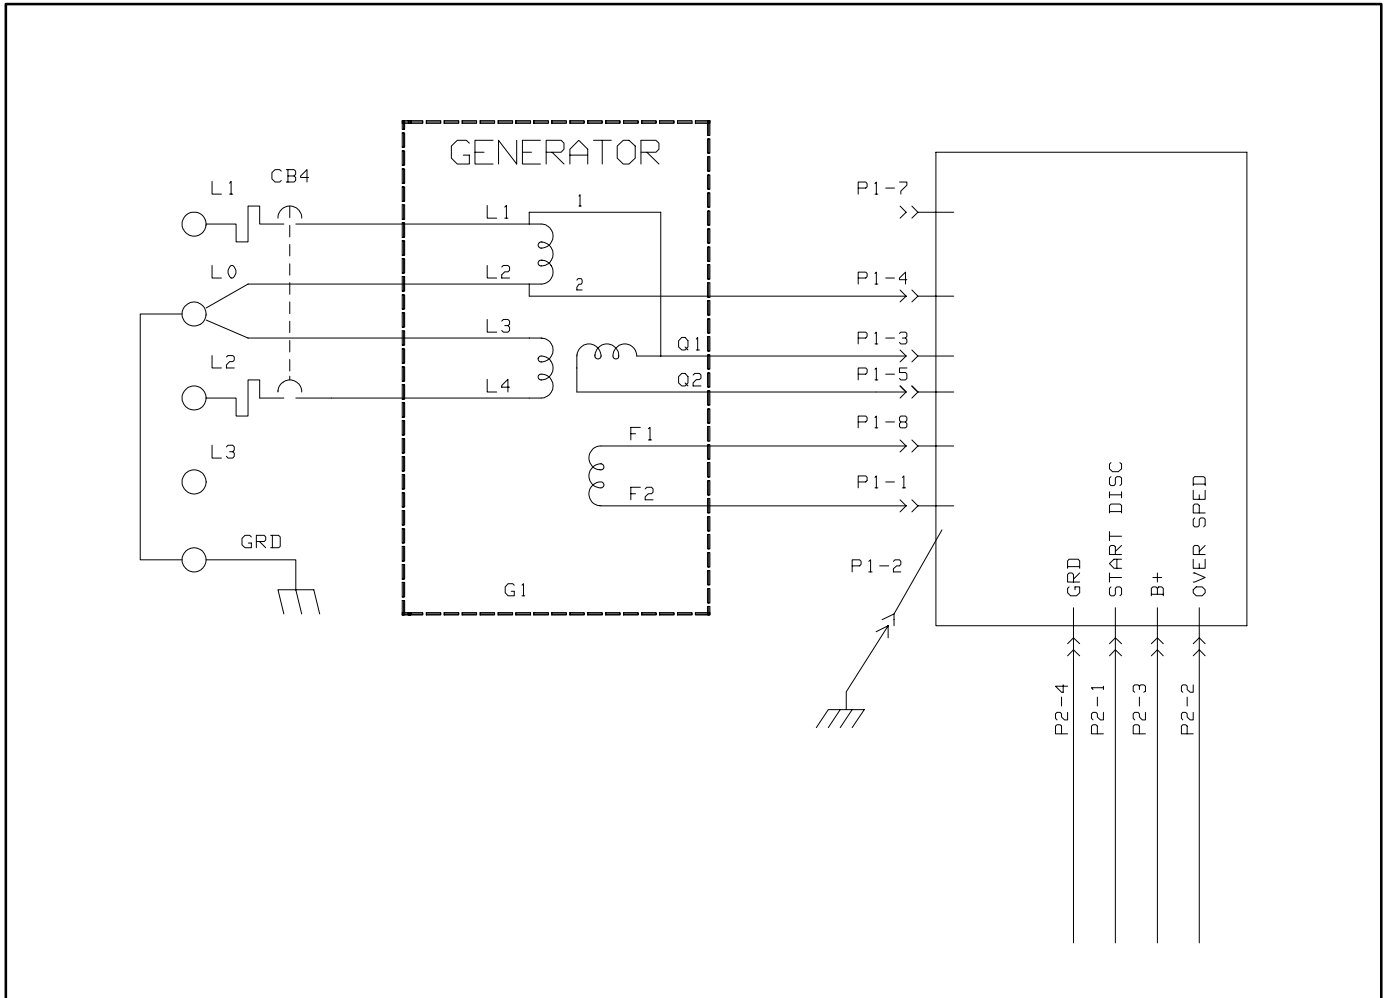 GENERATOR
L1
CB4
L1
1
P1-7
L0
L2
2
P1-4
L3
Q1
P1-3
L2
L4
Q2
P1-5
F1
P1-8
L3
F2
P1-1
GRD
P1-2
G1
GRD
START DISC
B+
OVER SPED
P2-4
P2-1
P2-3
P2-2